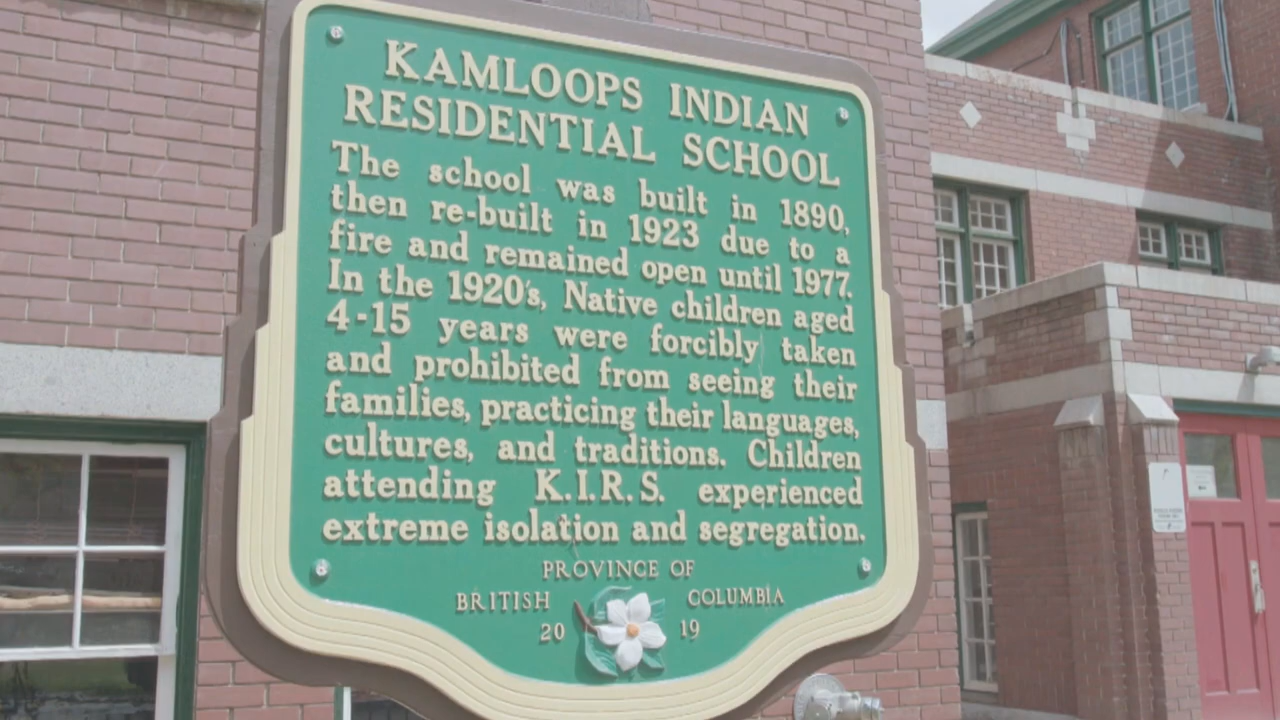 KAMLOOPS INDIAN
RESIDENTIAL SCHOOL
The school was built in 1890,
then re-built in 1923 due to a
fire and remained open until 1977.
In the 1920's, Native children aged
4-15 years were forcibly taken
and prohibited from seeing their
families, practicing their languages,
cultures, and traditions. Children
attending K.I.R.S. experienced
extreme isolation and segregation.
PROVINCE OF
BRITISH COLUMBIA
20 19